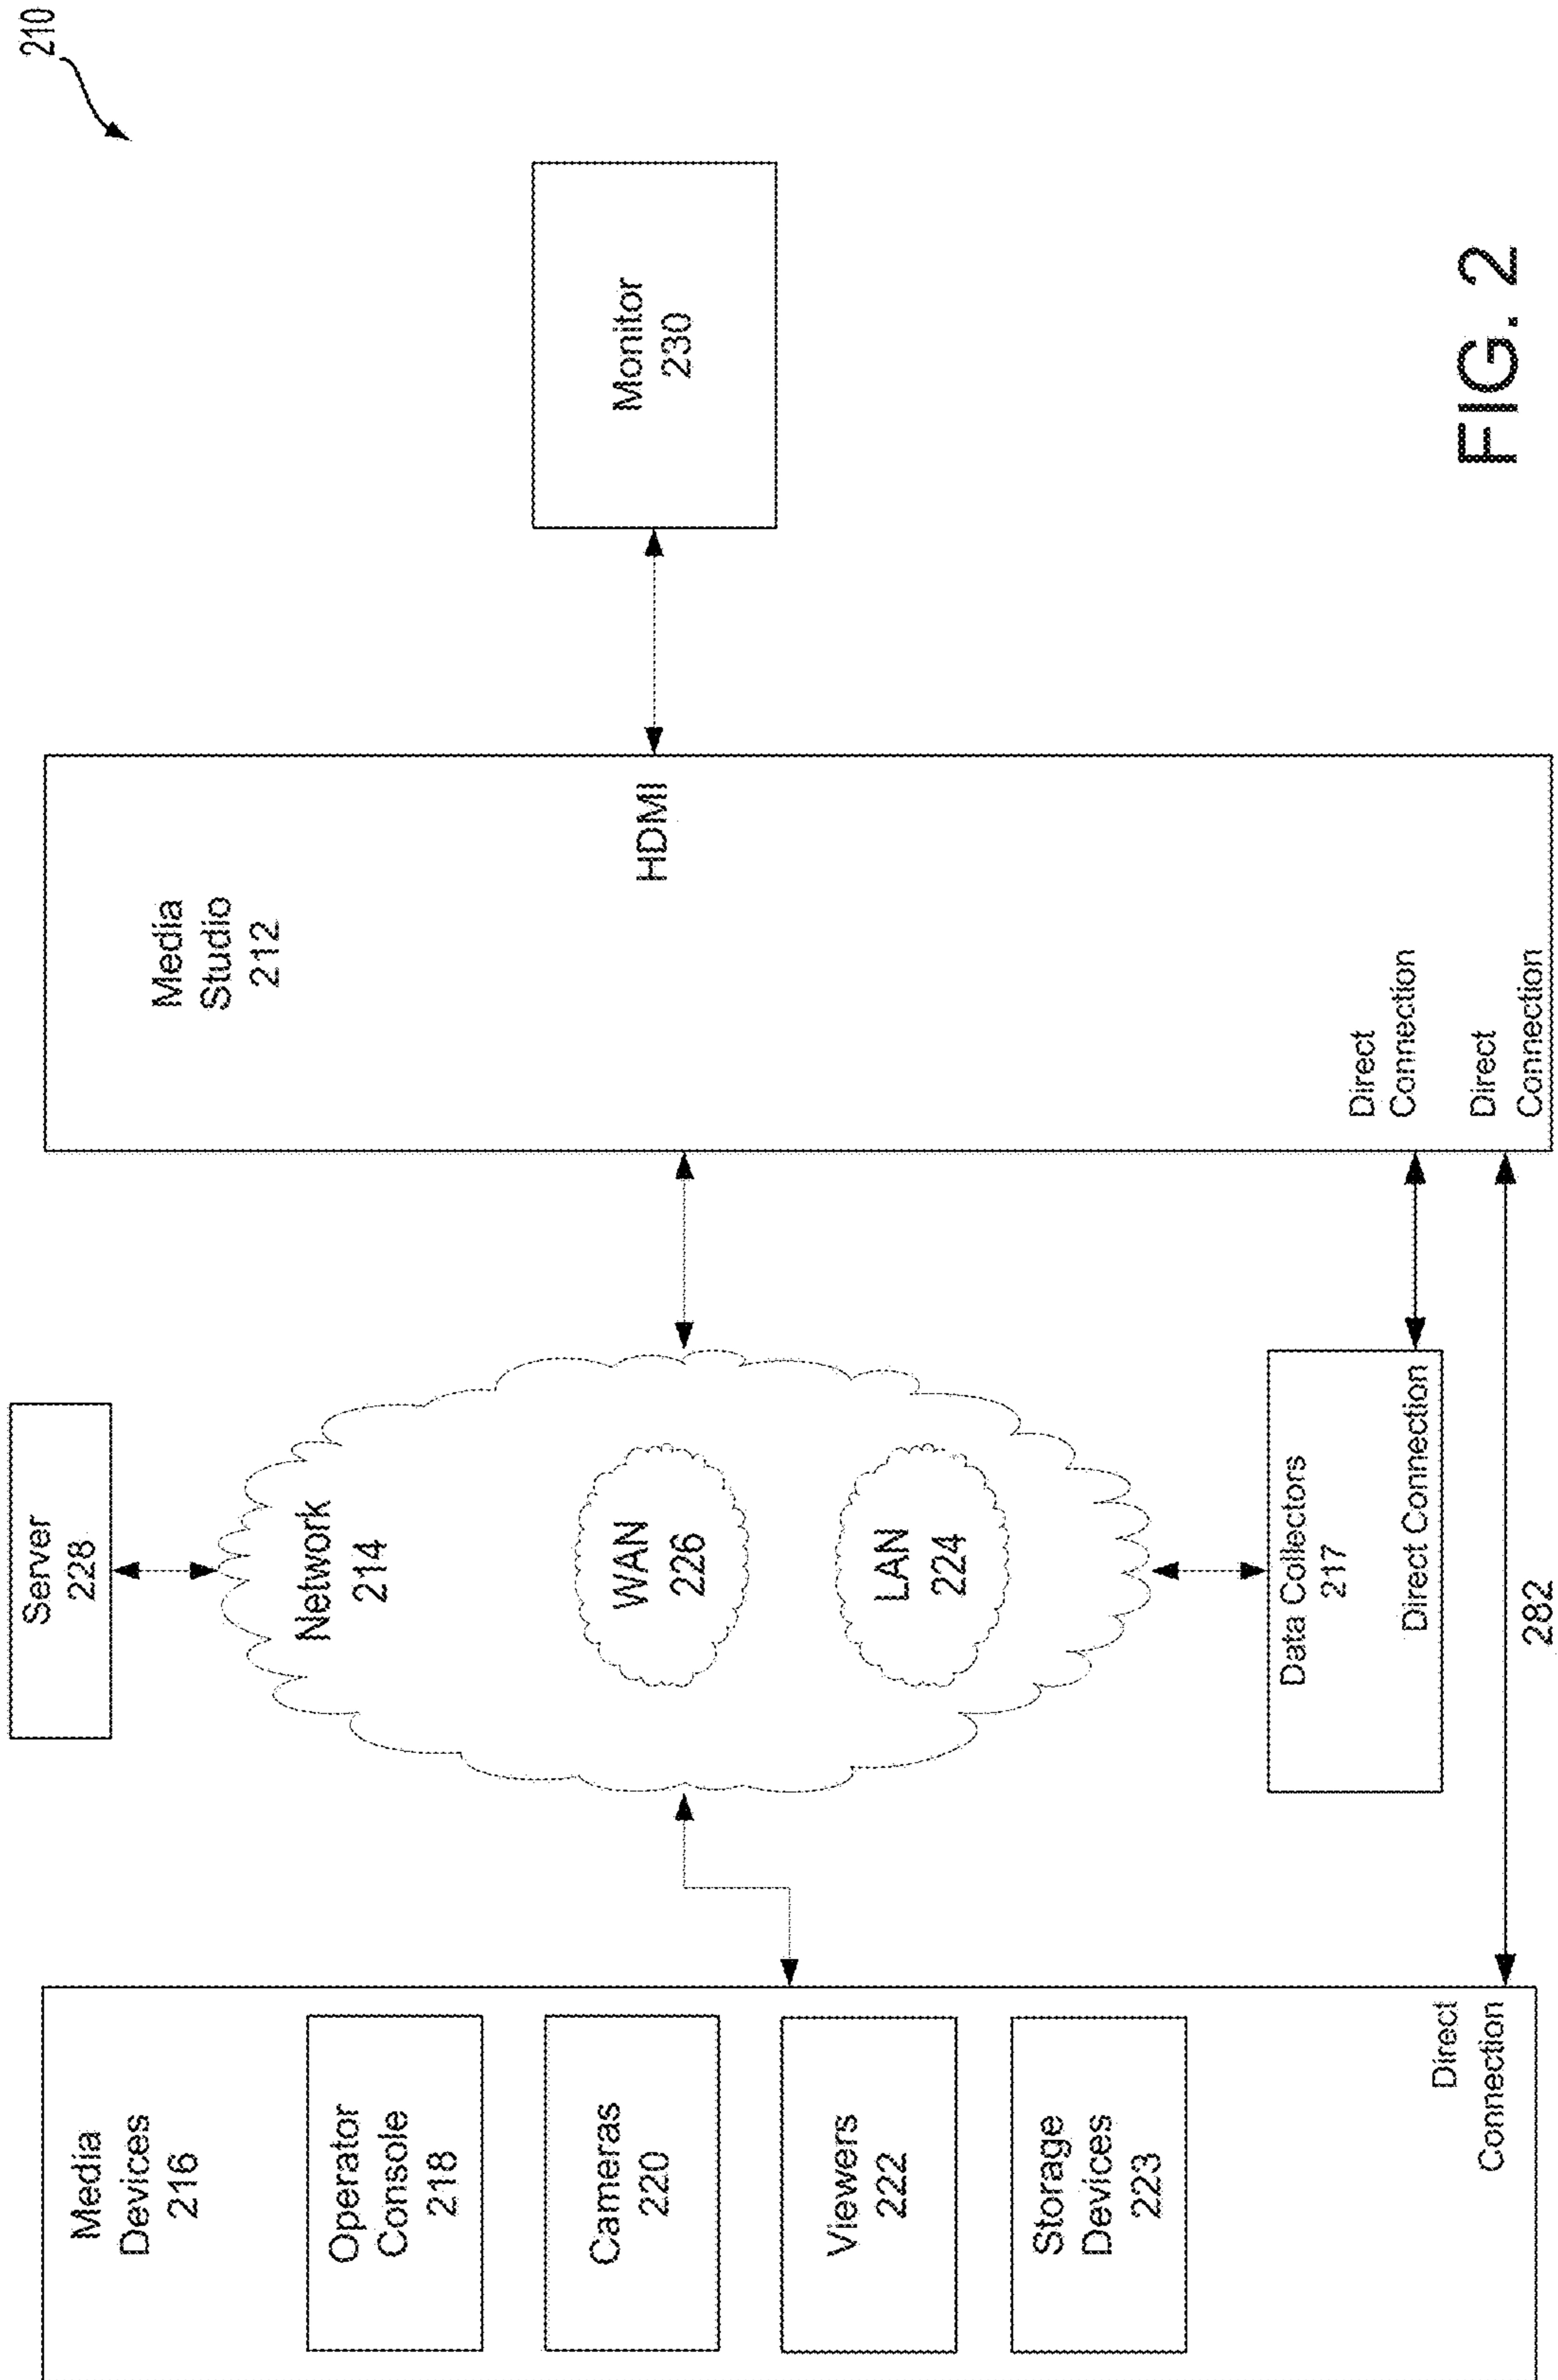 210
Server
228
Media
Devices
216
Operator
Console
218
Cameras
220
Viewers
222
Storage
Devices
223
Direct
Connection
Network
214
WAN
226
LAN
224
Data Collectors
217
Direct Connection
282
Media
Studio
212
HDMI
Direct
Connection
Direct
Connection
Monitor
230
FIG. 2